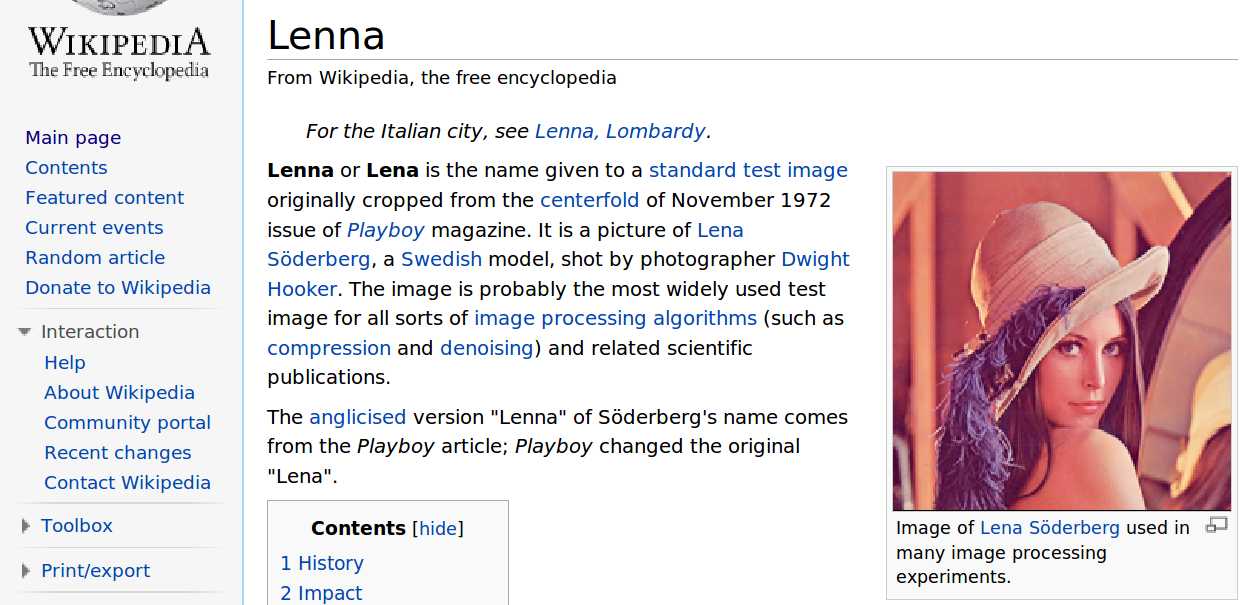 WIKIPEDIA
The Free Encyclopedia
Main page
Contents
Featured content
Current events
Random article
Donate to Wikipedia
Interaction
Help
About Wikipedia
Community portal
Recent changes
Contact Wikipedia
Toolbox
Print/export
Lenna
From Wikipedia, the free encyclopedia
For the Italian city, see Lenna, Lombardy.
Lenna or Lena is the name given to a standard test image
originally cropped from the centerfold of November 1972
issue of Playboy magazine. It is a picture of Lena
Söderberg, a Swedish model, shot by photographer Dwight
Hooker. The image is probably the most widely used test
image for all sorts of image processing algorithms (such as
compression and denoising) and related scientific
publications.
The anglicised version "Lenna" of Söderberg's name comes
from the Playboy article; Playboy changed the original
"Lena".
Contents [hide]
1 History
2 Impact
Image of Lena Söderberg used in
many image processing
experiments.